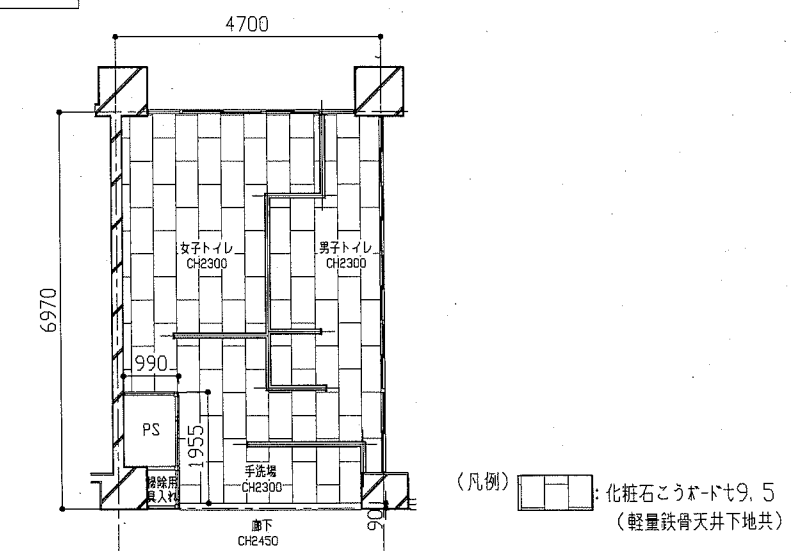 4700
6970
女子トイレ
CH2300
男子トイレ
CH2300
990
PS
1955
掃除用
具入れ
手洗場
CH2300
90
廊下
CH2450
(凡例)
:化粧石こうボードt9.5
(軽量鉄骨天井下地共)